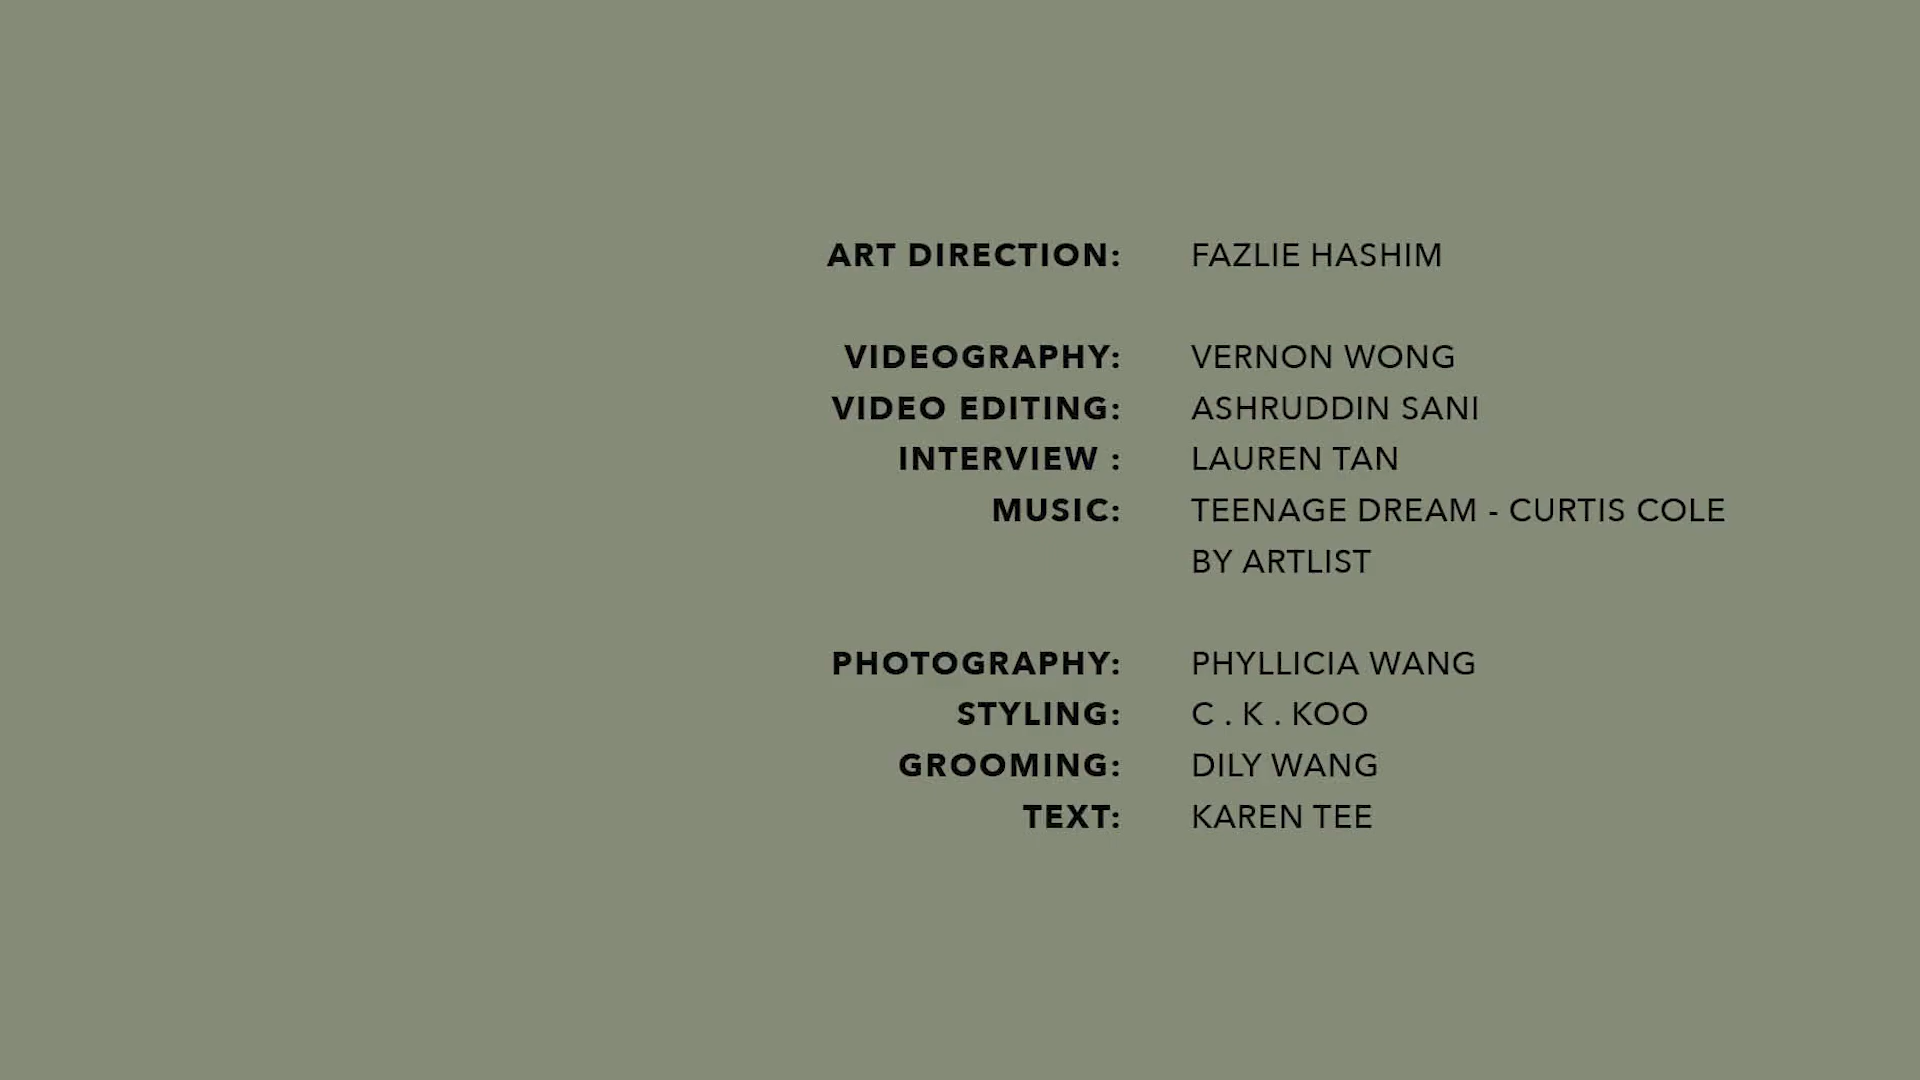 ART DIRECTION: FAZLIE HASHIM
VIDEOGRAPHY: VERNON WONG
VIDEO EDITING: ASHRUDDIN SANI
INTERVIEW : LAUREN TAN
MUSIC: TEENAGE DREAM - CURTIS COLE
BY ARTLIST
PHOTOGRAPHY: PHYLLICIA WANG
STYLING: C . K . KOO
GROOMING: DILY WANG
TEXT: KAREN TEE